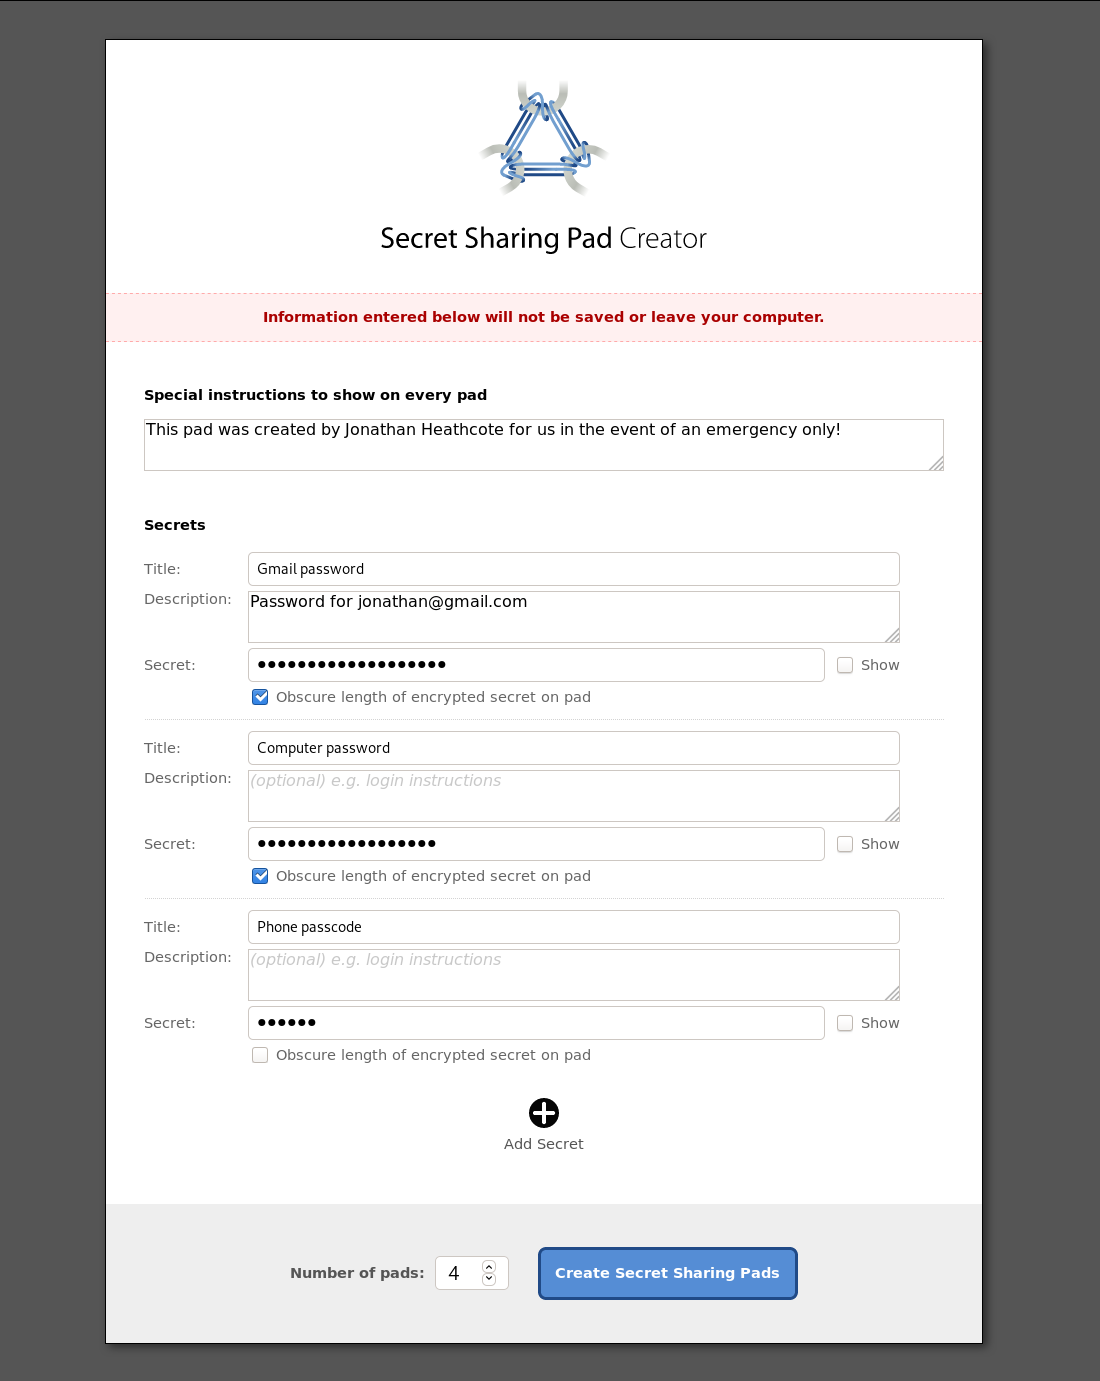 Secret Sharing Pad Creator
Information entered below will not be saved or leave your computer.
Special instructions to show on every pad
This pad was created by Jonathan Heathcote for us in the event of an emergency only!
Secrets
Title: Gmail password
Description: Password for jonathan@gmail.com
Secret: ●●●●●●●●●●●●●●●●●●● Show
Obscure length of encrypted secret on pad
Title: Computer password
Description: (optional) e.g. login instructions
Secret: ●●●●●●●●●●●●●●●●●● Show
Obscure length of encrypted secret on pad
Title: Phone passcode
Description: (optional) e.g. login instructions
Secret: ●●●●●● Show
Obscure length of encrypted secret on pad
Add Secret
Number of pads: 4 Create Secret Sharing Pads